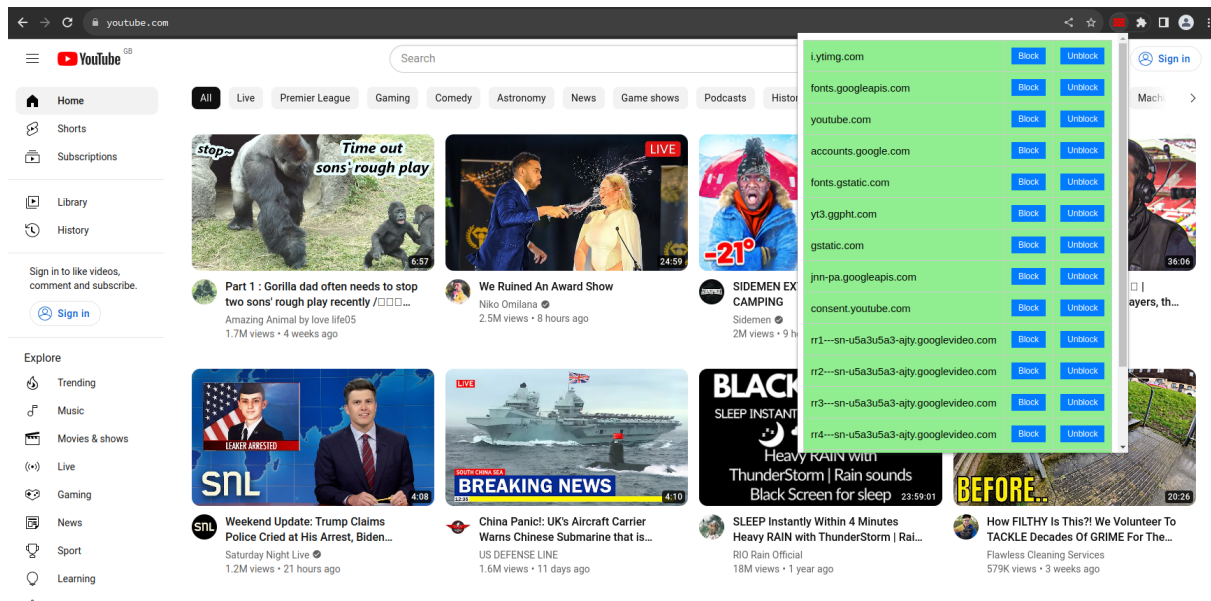 youtube.com
YouTube GB
Search
Sign in
Home
Shorts
Subscriptions
Library
History
Sign in to like videos,
comment and subscribe.
Sign in
Explore
Trending
Music
Movies & shows
Live
Gaming
News
Sport
Learning
All
Live
Premier League
Gaming
Comedy
Astronomy
News
Game shows
Podcasts
stop~
Time out
sons' rough play
6:57
Part 1 : Gorilla dad often needs to stop
two sons' rough play recently /□□□...
Amazing Animal by love life05
1.7M views • 4 weeks ago
LIVE
24:59
We Ruined An Award Show
Niko Omilana
2.5M views • 8 hours ago
-21°
SIDEMEN EX
CAMPING
Sidemen
2M views • 9 h
36:06
□ |
ayers, th...
LEAKER ARRESTED
SNL
4:08
SNL
Weekend Update: Trump Claims
Police Cried at His Arrest, Biden...
Saturday Night Live
1.2M views • 21 hours ago
LIVE
SOUTH CHINA SEA
BREAKING NEWS
12:35
4:10
China Panic!: UK's Aircraft Carrier
Warns Chinese Submarine that is...
US DEFENSE LINE
1.6M views • 11 days ago
BLACK
SLEEP INSTANT
Heavy RAIN with
ThunderStorm | Rain sounds
Black Screen for sleep
23:59:01
SLEEP Instantly Within 4 Minutes
Heavy RAIN with ThunderStorm | Rai...
RIO Rain Official
18M views • 1 year ago
BEFORE..
20:26
How FILTHY Is This?! We Volunteer To
TACKLE Decades Of GRIME For The...
Flawless Cleaning Services
579K views • 3 weeks ago
i.ytimg.com Block Unblock
fonts.googleapis.com Block Unblock
youtube.com Block Unblock
accounts.google.com Block Unblock
fonts.gstatic.com Block Unblock
yt3.ggpht.com Block Unblock
gstatic.com Block Unblock
jnn-pa.googleapis.com Block Unblock
consent.youtube.com Block Unblock
rr1---sn-u5a3u5a3-ajty.googlevideo.com Block Unblock
rr2---sn-u5a3u5a3-ajty.googlevideo.com Block Unblock
rr3---sn-u5a3u5a3-ajty.googlevideo.com Block Unblock
rr4---sn-u5a3u5a3-ajty.googlevideo.com Block Unblock